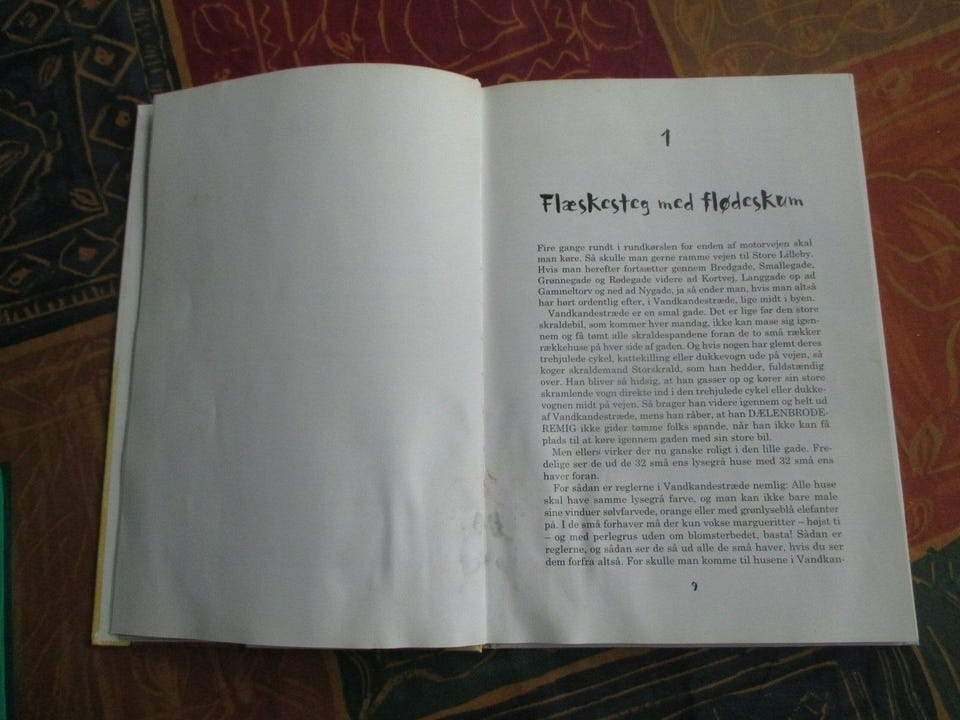 1
Flæskesteg med flødeskum
Fire gange rundt i rundkørslen for enden af motorvejen skal
man køre. Så skulle man gerne ramme vejen til Store Lilleby.
Hvis man herefter fortsætter gennem Bredgade, Smallegade,
Grønnegade og Rødegade videre ad Kortvej, Langgade op ad
Gammeltorv og ned ad Nygade, ja så ender man, hvis man altså
har hørt ordentlig efter, i Vandkandestræde, lige midt i byen.
Vandkandestræde er en smal gade. Det er lige før den store
skraldebil, som kommer hver mandag, ikke kan mase sig igen-
nem og få tømt alle skraldespandene foran de to små rækker
rækkehuse på hver side af gaden. Og hvis nogen har glemt deres
trehjulede cykel, kattekilling eller dukkevogn ude på vejen, så
koger skraldemand Storskrald, som han hedder, fuldstændig
over. Han bliver så hidsig, at han gasser op og kører sin store
skramlende vogn direkte ind i den trehjulede cykel eller dukke-
vognen midt på vejen. Så brager han videre igennem og helt ud
af Vandkandestræde, mens han råber, at han DÆLENBRODE-
REMIG ikke gider tømme folks spande, når han ikke kan få
plads til at køre igennem gaden med sin store bil.
Men ellers virker der nu ganske roligt i den lille gade. Fre-
delige ser de ud de 32 små ens lysegrå huse med 32 små ens
haver foran.
For sådan er reglerne i Vandkandestræde nemlig: Alle huse
skal have samme lysegrå farve, og man kan ikke bare male
sine vinduer sølvfarvede, orange eller med grønlyseblå elefanter
på. I de små forhaver må der kun vokse margueritter – højst ti
– og med perlegrus uden om blomsterbedet, basta! Sådan er
reglerne, og sådan ser de så ud alle de små haver, hvis du ser
dem forfra altså. For skulle man komme til husene i Vandkan-
9